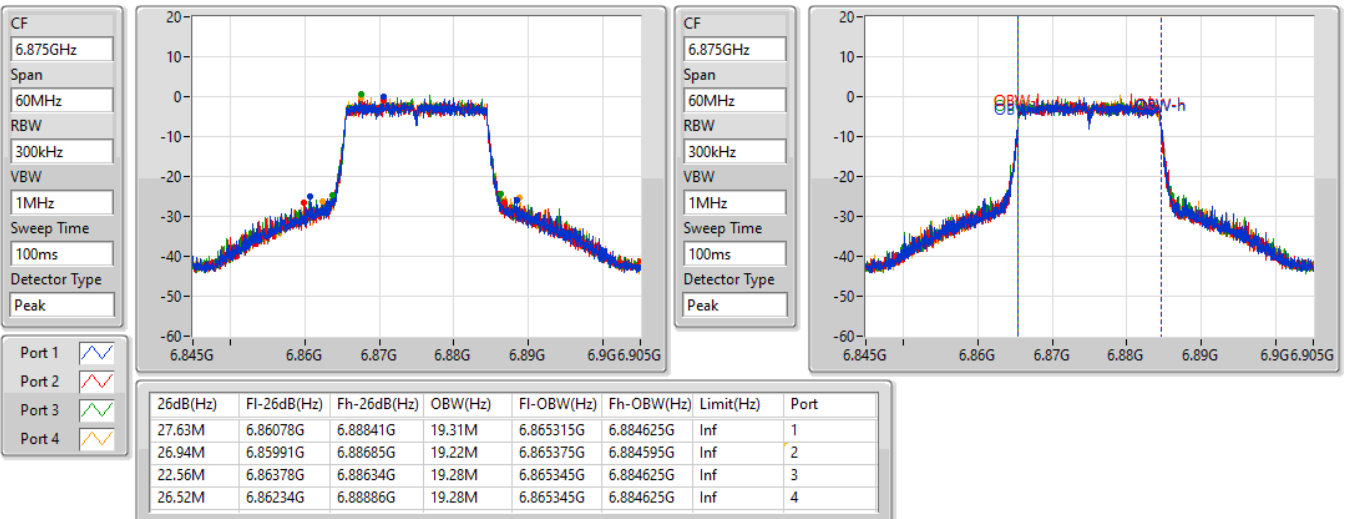 CF
6.875GHz
Span
60MHz
RBW
300kHz
VBW
1MHz
Sweep Time
100ms
Detector Type
Peak
20
10
0
-10
-20
-30
-40
-50
-60
6.845G 6.86G 6.87G 6.88G 6.89G 6.9G 6.905G
CF
6.875GHz
Span
60MHz
RBW
300kHz
VBW
1MHz
Sweep Time
100ms
Detector Type
Peak
20
10
0
-10
-20
-30
-40
-50
-60
OBW-h
6.845G 6.86G 6.87G 6.88G 6.89G 6.9G 6.905G
Port 1
Port 2
Port 3
Port 4
26dB(Hz) Fl-26dB(Hz) Fh-26dB(Hz) OBW(Hz) Fl-OBW(Hz) Fh-OBW(Hz) Limit(Hz) Port
27.63M 6.86078G 6.88841G 19.31M 6.865315G 6.884625G Inf 1
26.94M 6.85991G 6.88685G 19.22M 6.865375G 6.884595G Inf 2
22.56M 6.86378G 6.88634G 19.28M 6.865345G 6.884625G Inf 3
26.52M 6.86234G 6.88886G 19.28M 6.865345G 6.884625G Inf 4